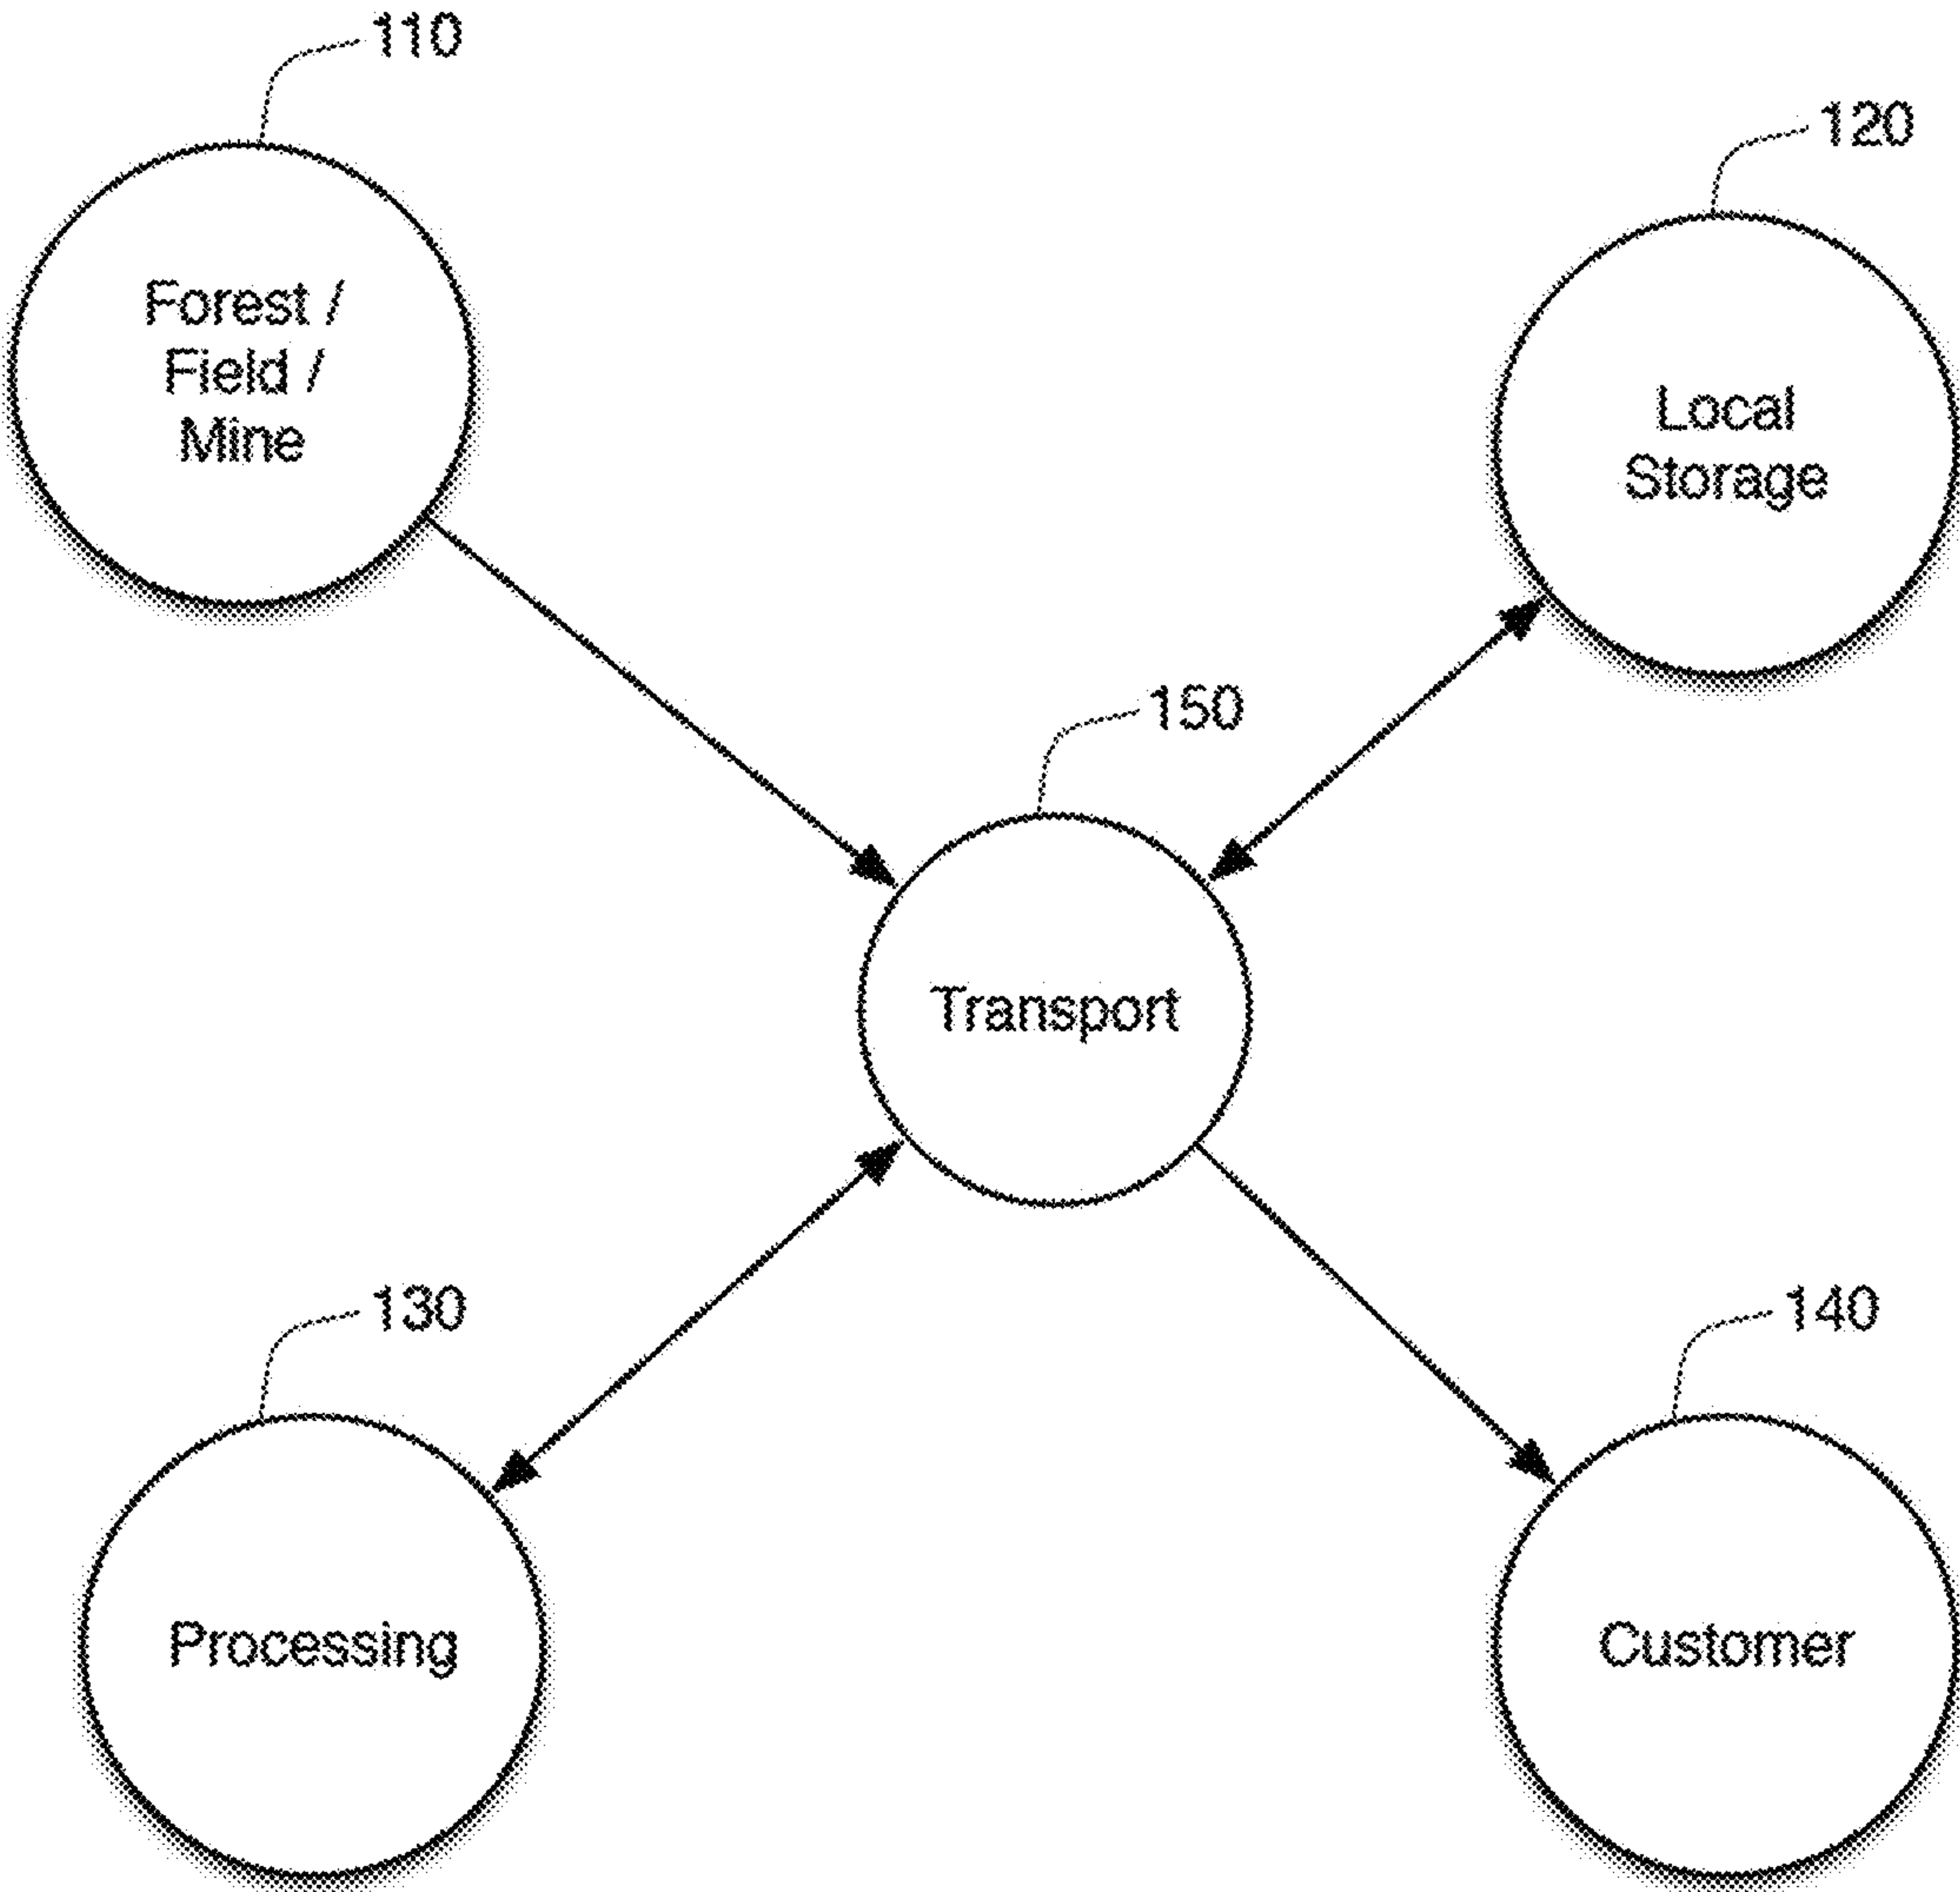 110
120
Forest /
Field /
Mine
Local
Storage
150
Transport
130
140
Processing
Customer